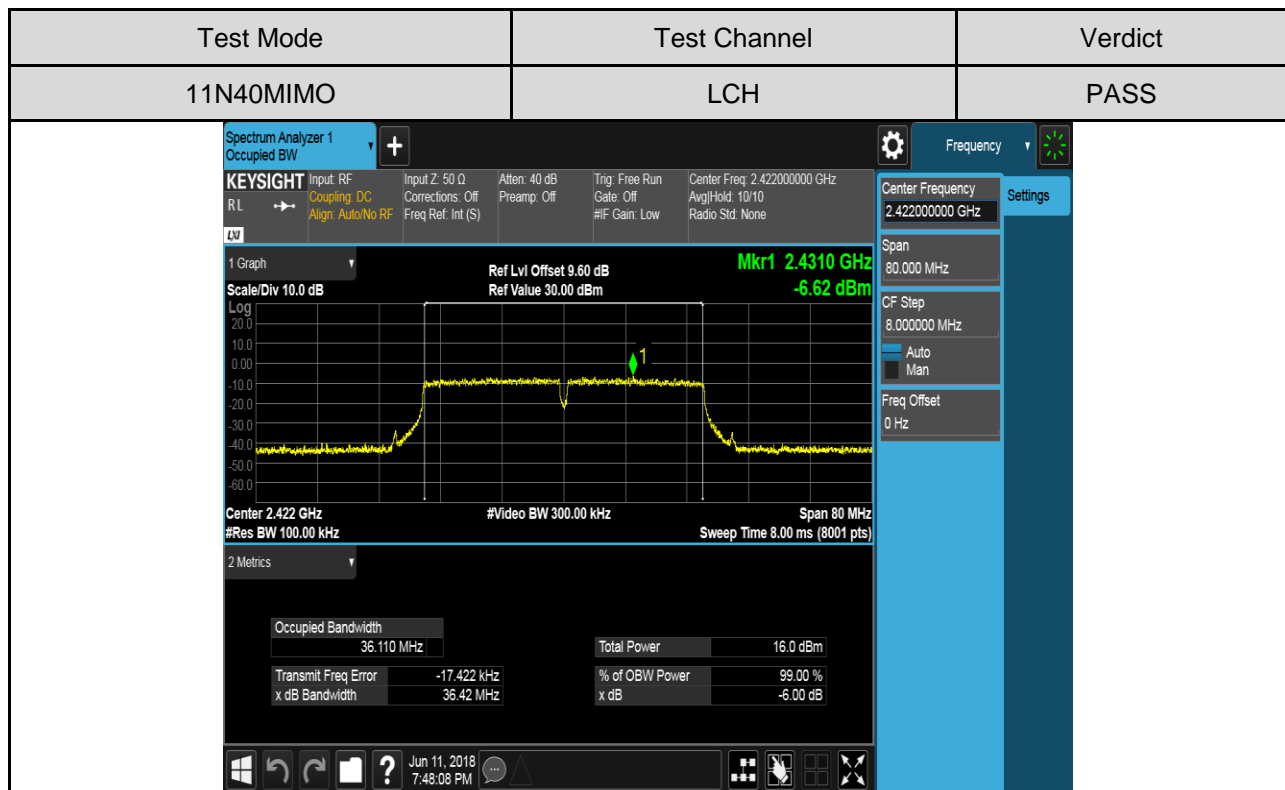 Test Mode Test Channel Verdict
11N40MIMO LCH PASS
Spectrum Analyzer 1
Occupied BW
+
Frequency
KEYSIGHT Input: RF Input Z: 50 Ω Atten: 40 dB Trig: Free Run Center Freq: 2.422000000 GHz
RL Coupling: DC Corrections: Off Preamp: Off Gate: Off Avg|Hold: 10/10
Align: Auto/No RF Freq Ref: Int (S) #IF Gain: Low Radio Std: None
LXI
Center Frequency Settings
2.422000000 GHz
Span
80.000 MHz
CF Step
8.000000 MHz
Auto
Man
Freq Offset
0 Hz
1 Graph Ref Lvl Offset 9.60 dB Mkr1 2.4310 GHz
Scale/Div 10.0 dB Ref Value 30.00 dBm -6.62 dBm
Log
20.0
10.0
0.00
-10.0
-20.0
-30.0
-40.0
-50.0
-60.0
1
Center 2.422 GHz #Video BW 300.00 kHz Span 80 MHz
#Res BW 100.00 kHz Sweep Time 8.00 ms (8001 pts)
2 Metrics
Occupied Bandwidth
36.110 MHz Total Power 16.0 dBm
Transmit Freq Error -17.422 kHz % of OBW Power 99.00 %
x dB Bandwidth 36.42 MHz x dB -6.00 dB
? Jun 11, 2018
7:48:08 PM